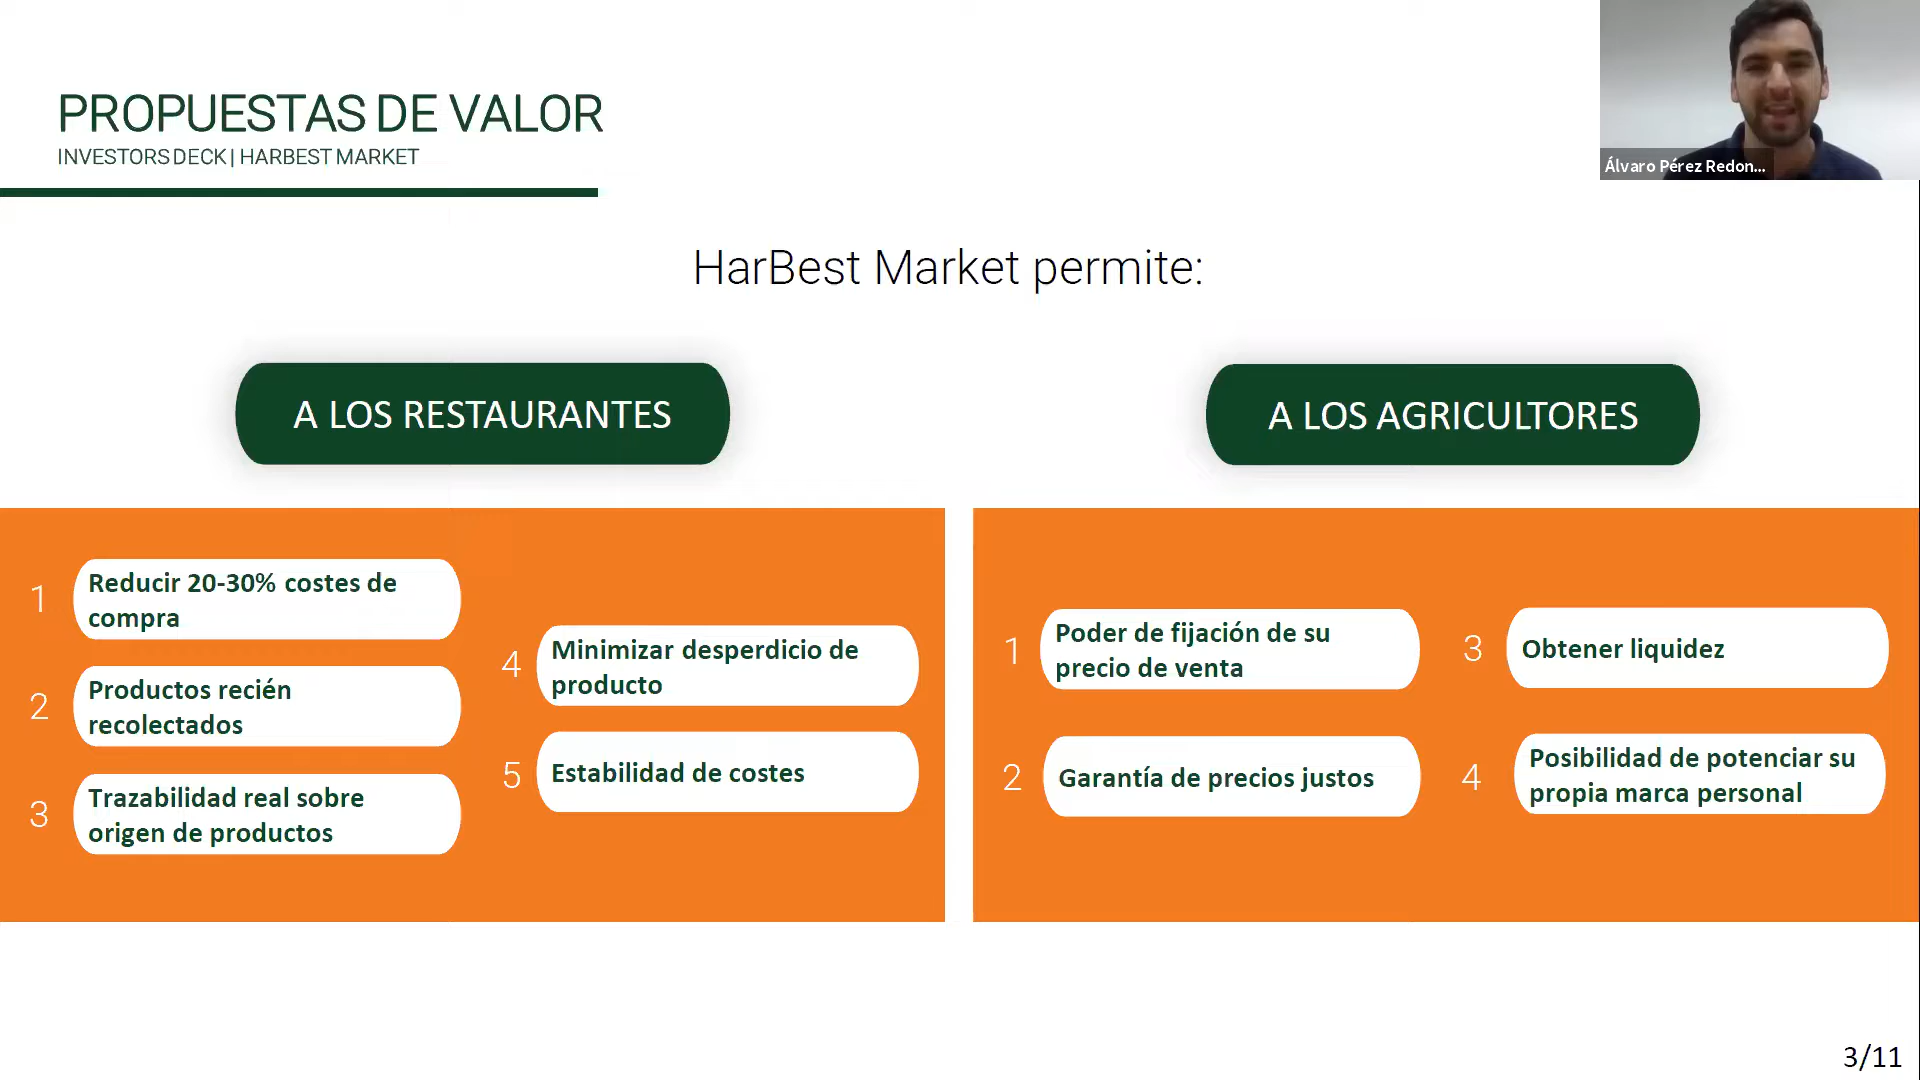 PROPUESTAS DE VALOR
INVESTORS DECK | HARBEST MARKET
Álvaro Pérez Redon...
HarBest Market permite:
A LOS RESTAURANTES
1
Reducir 20-30% costes de
compra
2
Productos recién
recolectados
3
Trazabilidad real sobre
origen de productos
4
Minimizar desperdicio de
producto
5
Estabilidad de costes
A LOS AGRICULTORES
1
Poder de fijación de su
precio de venta
2
Garantía de precios justos
3
Obtener liquidez
4
Posibilidad de potenciar su
propia marca personal
3/11